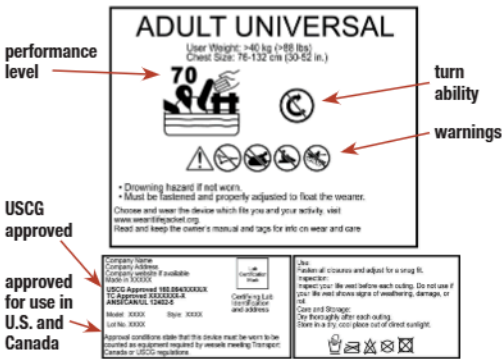 ADULT UNIVERSAL
User Weight: >40 kg (>88 lbs)
Chest Size: 76-132 cm (30-52 in.)
performance
level
70
turn
ability
warnings
• Drowning hazard if not worn.
• Must be fastened and properly adjusted to float the wearer.
Choose and wear the device which fits you and your activity, visit
www.wearitlifejacket.org.
Read and keep the owner's manual and tags for info on wear and care
USCG
approved
approved
for use in
U.S. and
Canada
Company Name
Company Address
Company website if available
Made in XXXXX
USCG Approved 160.064/XXXX/X
TC Approved XXXXXXX-X
ANSI/CAN/UL 12402-5
Model XXXX Style XXXX
Lot No. XXXX
Lab
Certification
Mark
Certifying Lab
Identification
and address
Approval conditions state that this device must be worn to be
counted as equipment required by vessels meeting Transport
Canada or USCG regulations
Use:
Fasten all closures and adjust for a snug fit.
Inspection:
Inspect your life vest before each outing. Do not use if
your life vest shows signs of weathering, damage, or
rot.
Care and Storage:
Dry thoroughly after each outing.
Store in a dry, cool place out of direct sunlight.